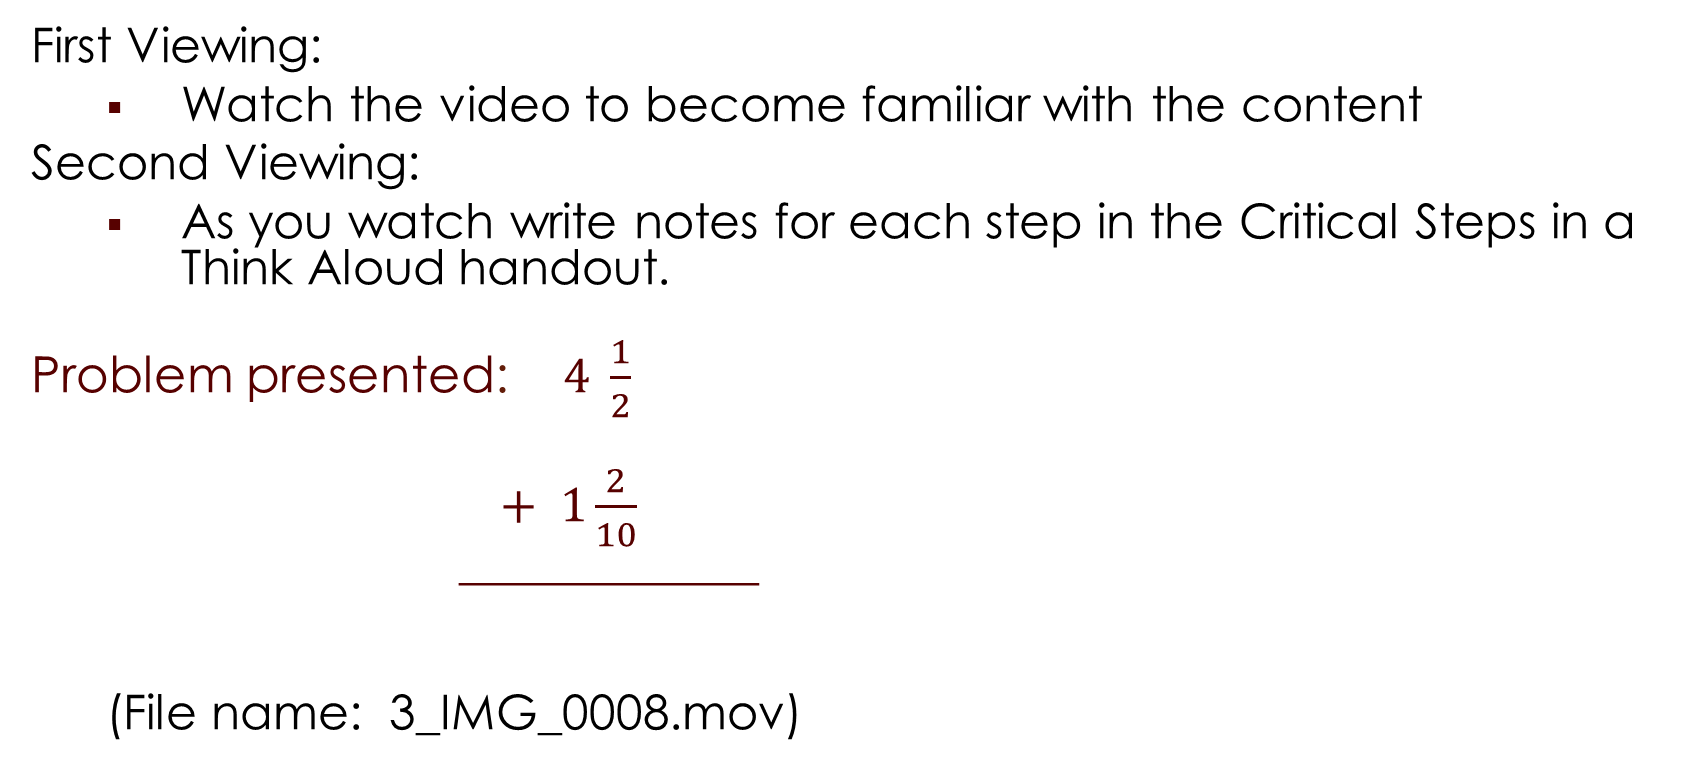 First Viewing:
▪ Watch the video to become familiar with the content
Second Viewing:
▪ As you watch write notes for each step in the Critical Steps in a
Think Aloud handout.
Problem presented: 4 1/2
+ 1 2/10
(File name: 3_IMG_0008.mov)